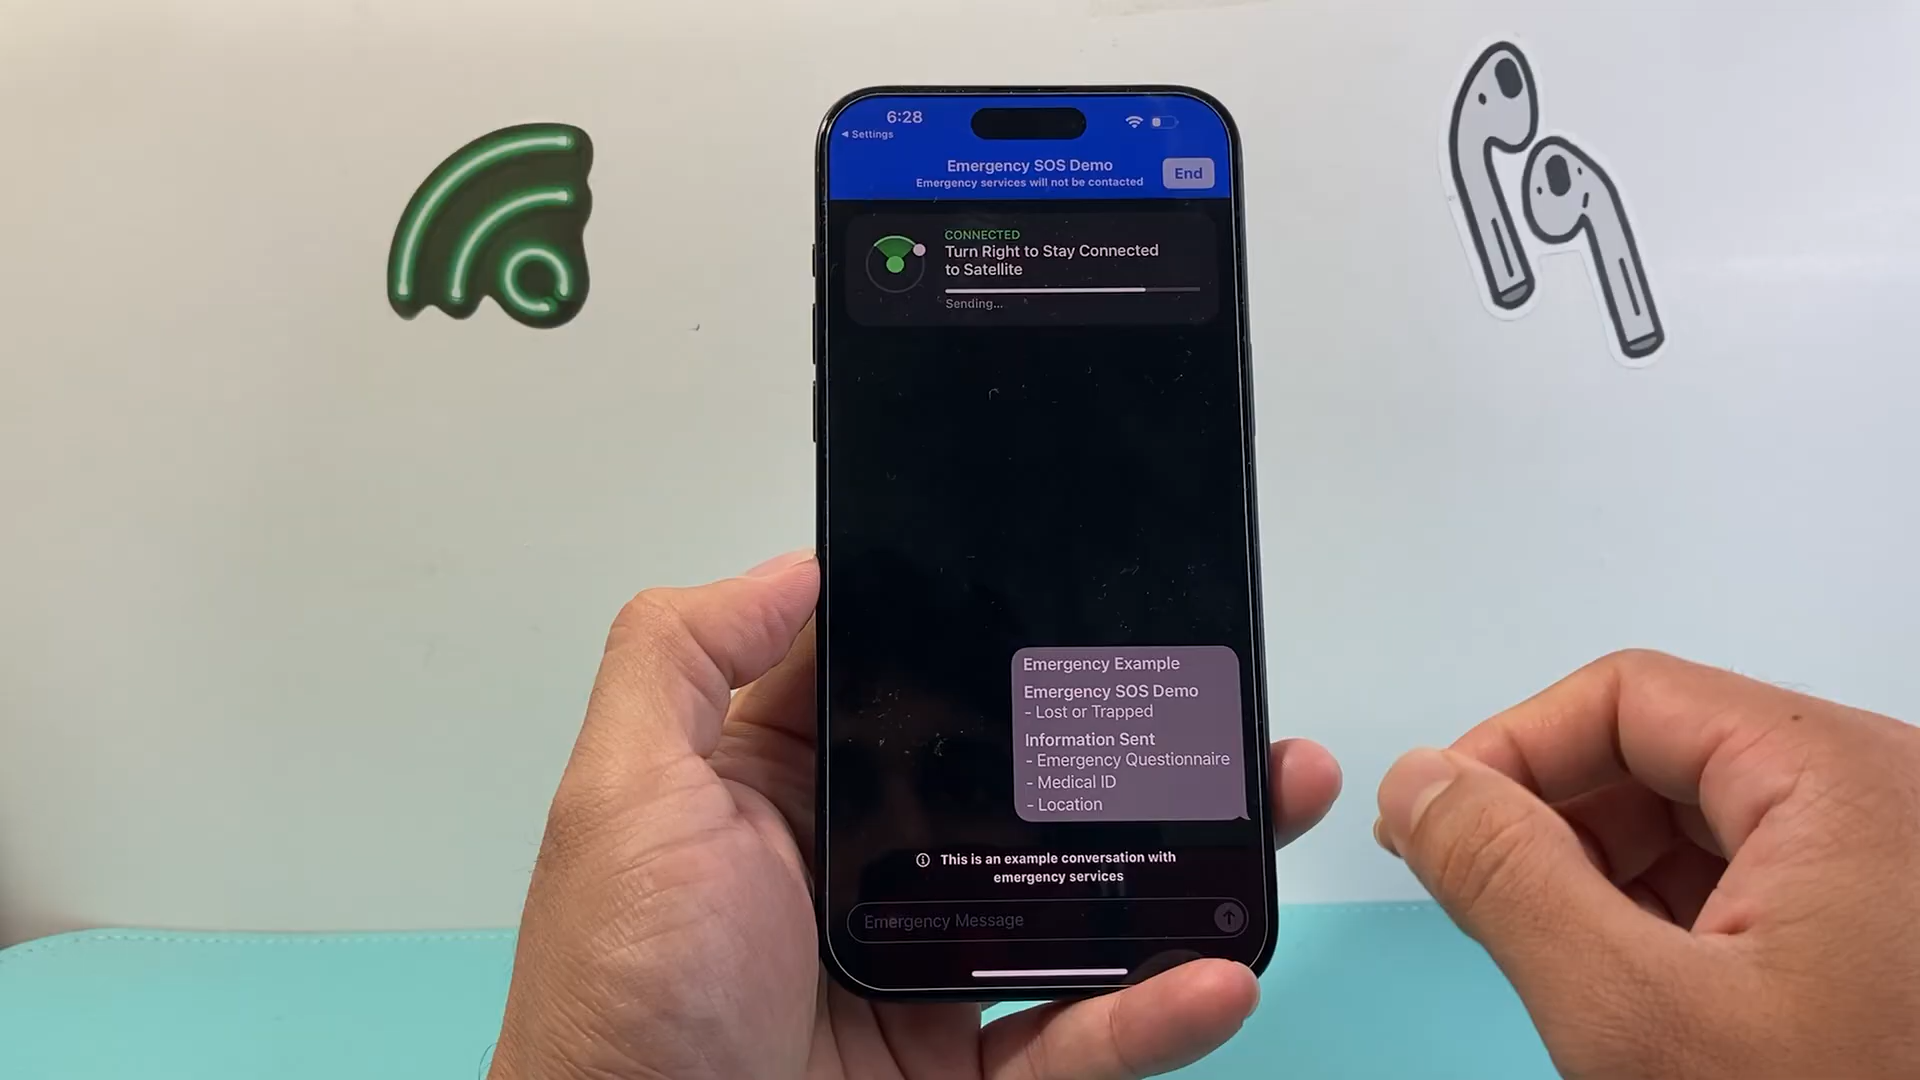 6:28
Settings
Emergency SOS Demo
Emergency services will not be contacted
End
CONNECTED
Turn Right to Stay Connected
to Satellite
Sending...
Emergency Example
Emergency SOS Demo
- Lost or Trapped
Information Sent
- Emergency Questionnaire
- Medical ID
- Location
This is an example conversation with
emergency services
Emergency Message